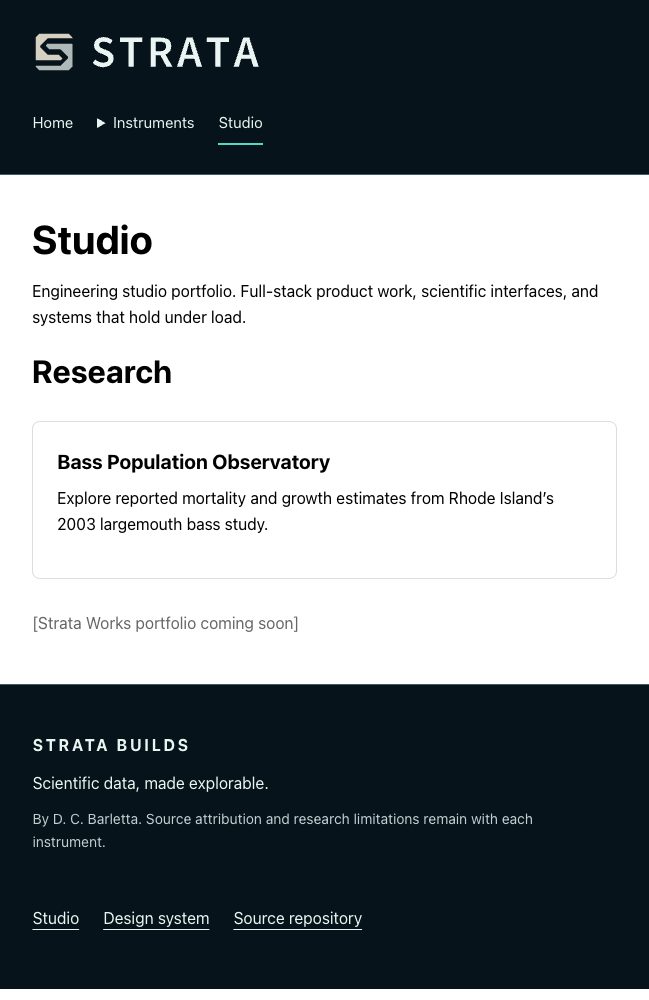 STRATA
Home ▶ Instruments Studio
Studio
Engineering studio portfolio. Full-stack product work, scientific interfaces, and
systems that hold under load.
Research
Bass Population Observatory
Explore reported mortality and growth estimates from Rhode Island’s
2003 largemouth bass study.
[Strata Works portfolio coming soon]
STRATA BUILDS
Scientific data, made explorable.
By D. C. Barletta. Source attribution and research limitations remain with each
instrument.
Studio Design system Source repository